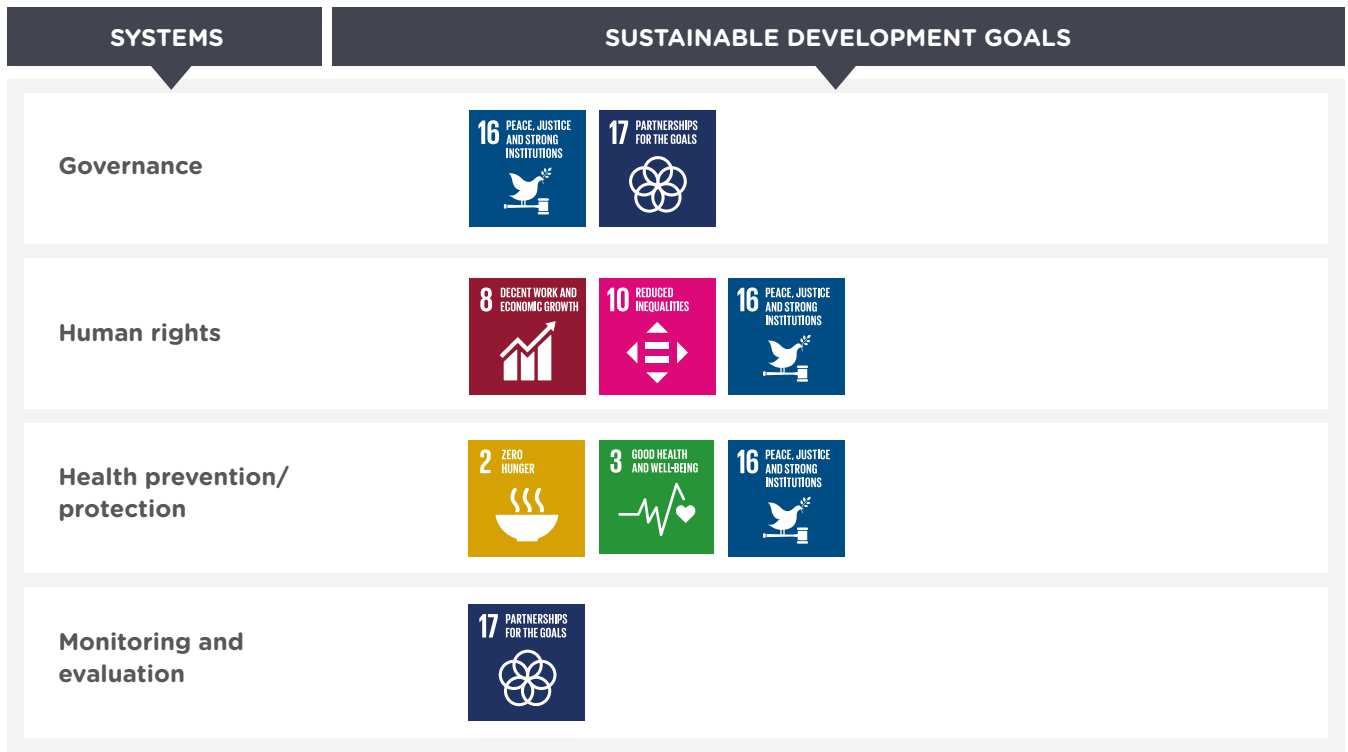 SYSTEMS
SUSTAINABLE DEVELOPMENT GOALS
Governance
16 PEACE, JUSTICE
AND STRONG
INSTITUTIONS
17 PARTNERSHIPS
FOR THE GOALS
Human rights
8 DECENT WORK AND
ECONOMIC GROWTH
10 REDUCED
INEQUALITIES
16 PEACE, JUSTICE
AND STRONG
INSTITUTIONS
Health prevention/
protection
2 ZERO
HUNGER
3 GOOD HEALTH
AND WELL-BEING
16 PEACE, JUSTICE
AND STRONG
INSTITUTIONS
Monitoring and
evaluation
17 PARTNERSHIPS
FOR THE GOALS